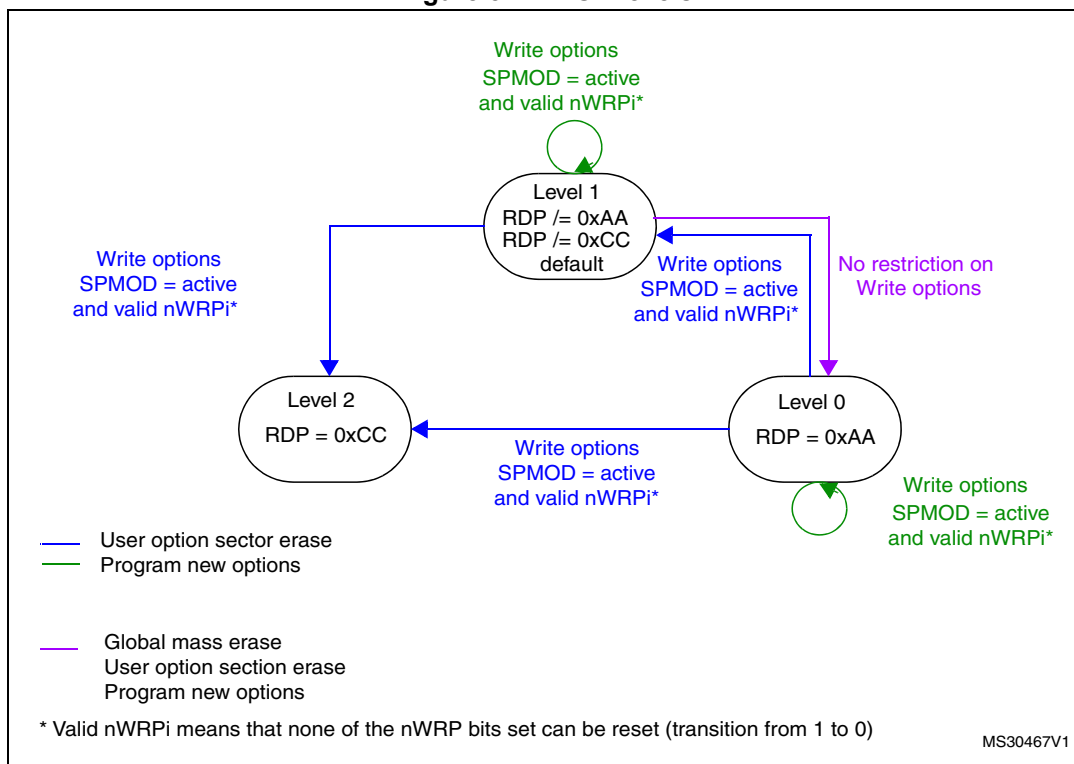 Write options
SPMOD = active
and valid nWRPi*
Level 1
RDP /= 0xAA
RDP /= 0xCC
default
Write options
SPMOD = active
and valid nWRPi*
Write options
SPMOD = active
and valid nWRPi*
No restriction on
Write options
Level 2
RDP = 0xCC
Level 0
RDP = 0xAA
Write options
SPMOD = active
and valid nWRPi*
Write options
SPMOD = active
and valid nWRPi*
User option sector erase
Program new options
Global mass erase
User option section erase
Program new options
* Valid nWRPi means that none of the nWRP bits set can be reset (transition from 1 to 0)
MS30467V1